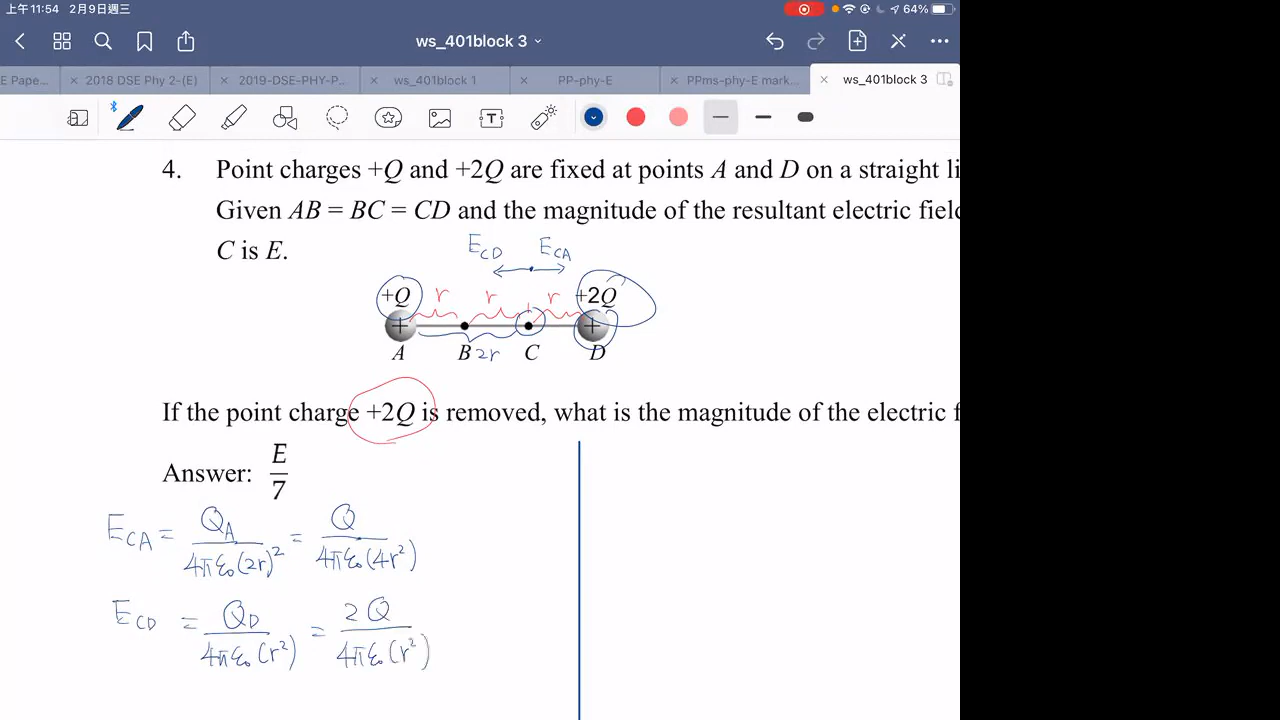 上午11:54 2月9日週三 64%
ws_401block 3
E Pape... 2018 DSE Phy 2-(E) 2019-DSE-PHY-P... ws_401block 1 PP-phy-E PPms-phy-E mark... ws_401block 3
4. Point charges +Q and +2Q are fixed at points A and D on a straight li
Given AB = BC = CD and the magnitude of the resultant electric field
C is E.
E_CD E_CA
+Q r r r +2Q
+ +
A B 2r C D
If the point charge +2Q is removed, what is the magnitude of the electric f
Answer: E/7
E_CA = Q_A/4πε₀(2r)² = Q/4πε₀(4r²)
E_CD = Q_D/4πε₀(r²) = 2Q/4πε₀(r²)